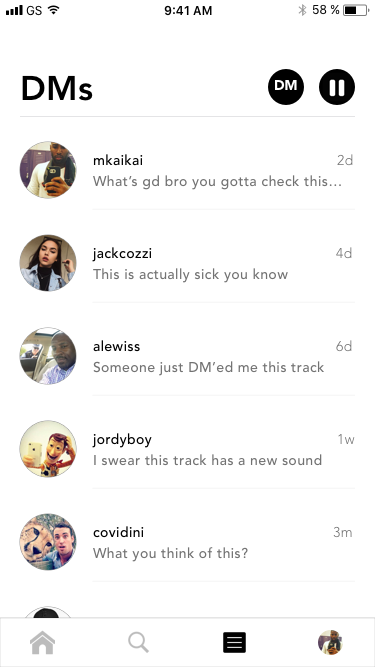 GS 9:41 AM 58 %
DMs DM
mkaikai 2d
What's gd bro you gotta check this...
jackcozzi 4d
This is actually sick you know
alewiss 6d
Someone just DM'ed me this track
jordyboy 1w
I swear this track has a new sound
covidini 3m
What you think of this?